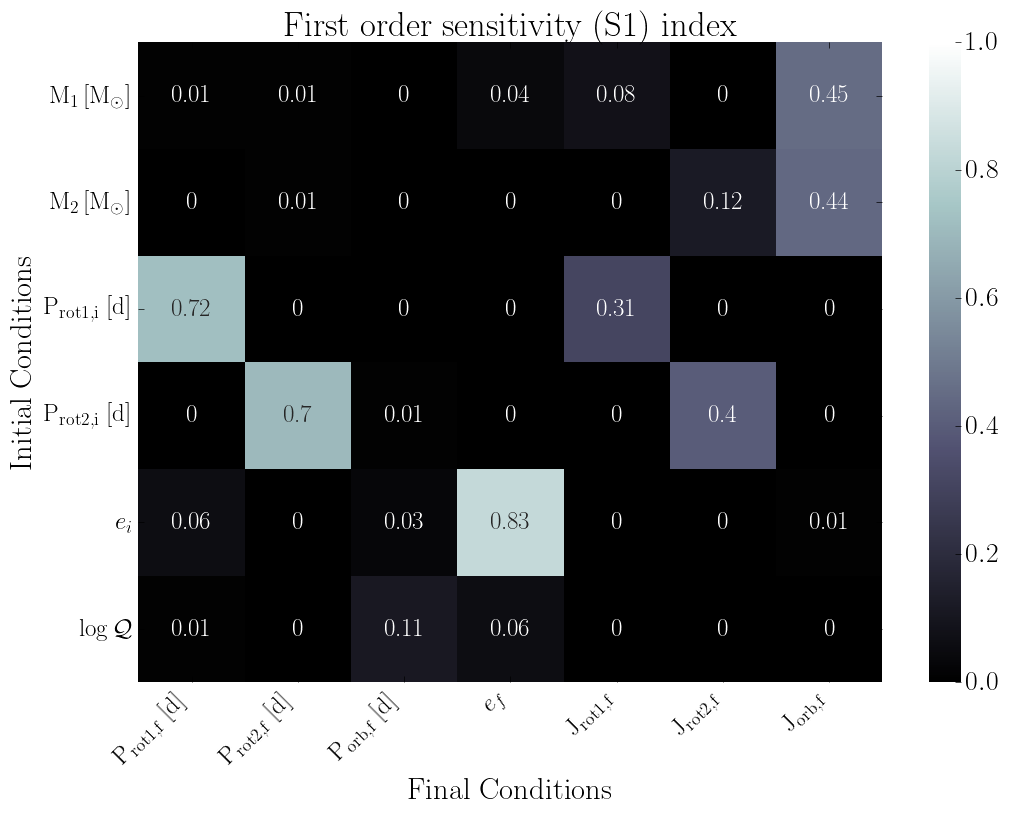 First order sensitivity (S1) index
M₁ [M⊙] 0.01 0.01 0 0.04 0.08 0 0.45
M₂ [M⊙] 0 0.01 0 0 0 0.12 0.44
P_rot1,i [d] 0.72 0 0 0 0.31 0 0
P_rot2,i [d] 0 0.7 0.01 0 0 0.4 0
e_i 0.06 0 0.03 0.83 0 0 0.01
log 𝒬 0.01 0 0.11 0.06 0 0 0
P_rot1,f [d] P_rot2,f [d] P_orb,f [d] e_f J_rot1,f J_rot2,f J_orb,f
Initial Conditions
Final Conditions
1.0
0.8
0.6
0.4
0.2
0.0